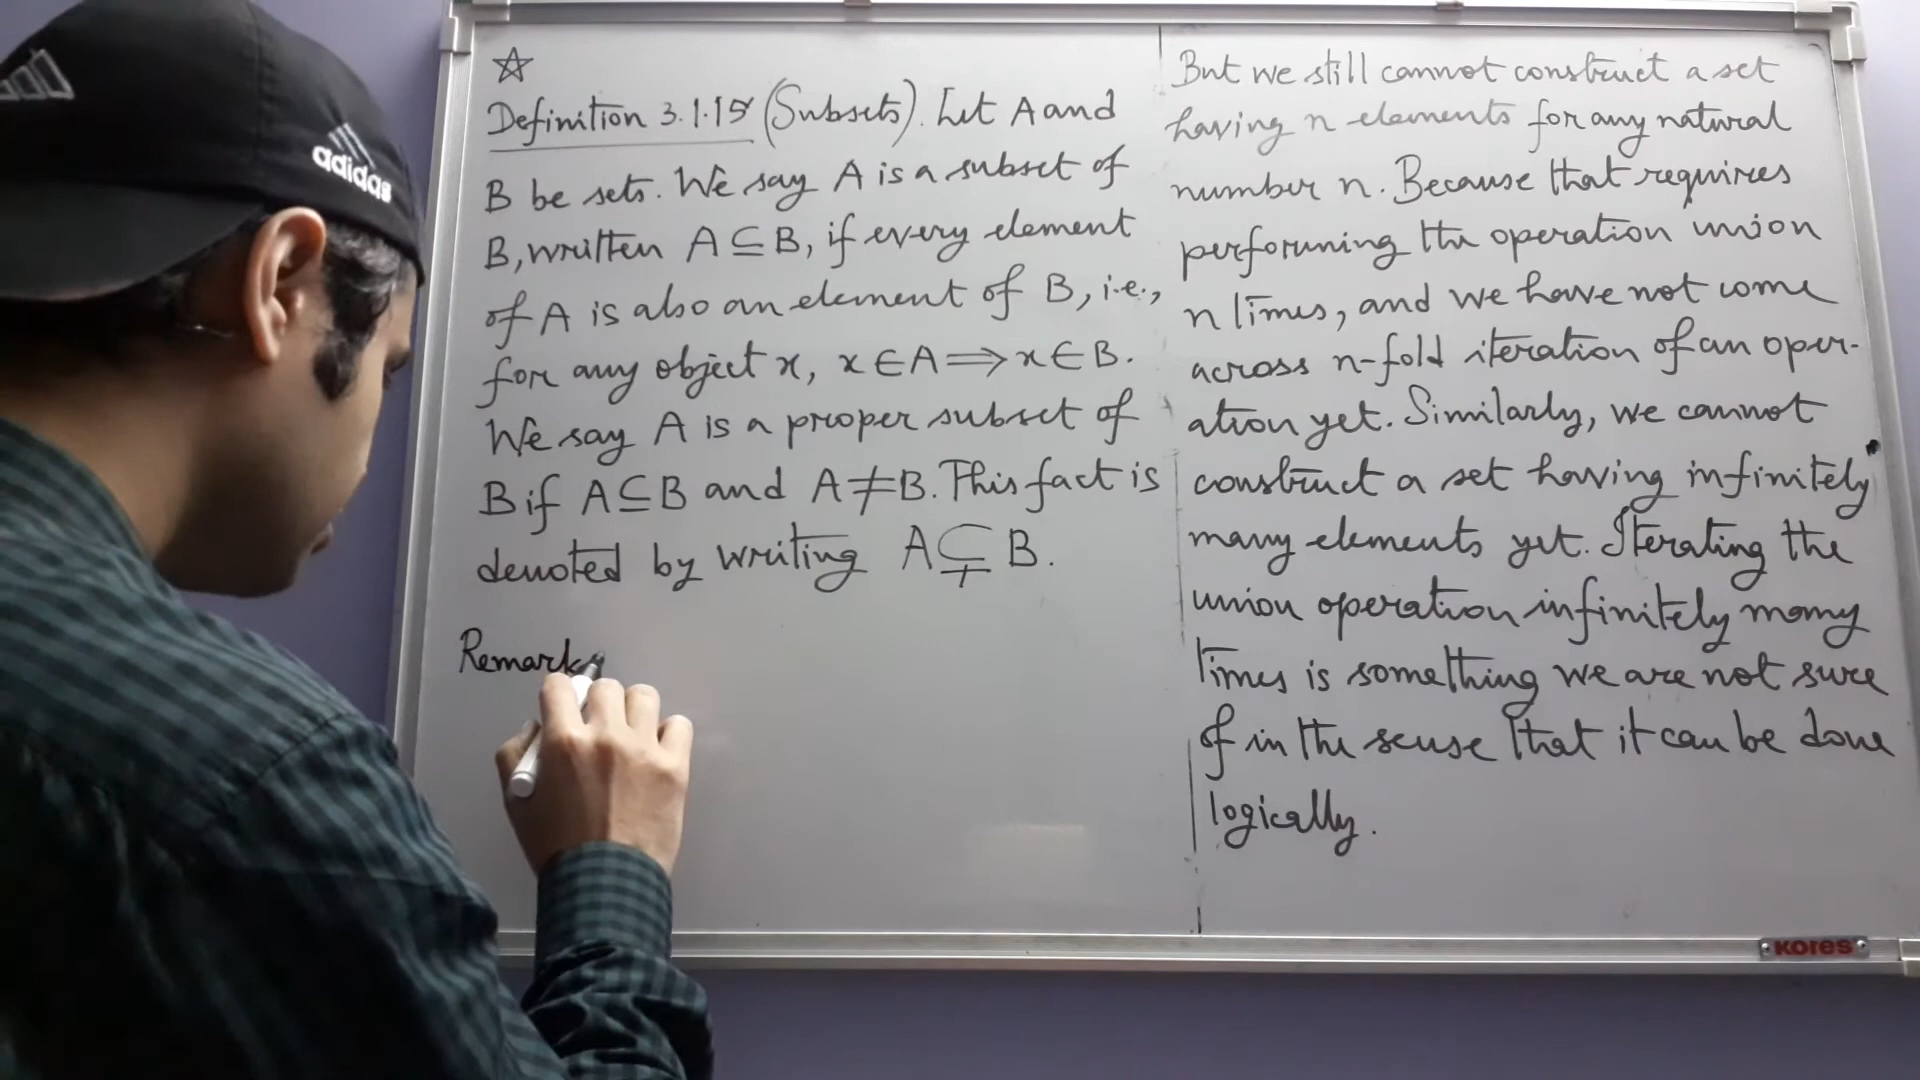 adidas
☆
Definition 3.1.15 (Subsets). Let A and
B be sets. We say A is a subset of
B, written A⊆B, if every element
of A is also an element of B, i.e.,
for any object x, x∈A⟹x∈B.
We say A is a proper subset of
B if A⊆B and A≠B. This fact is
denoted by writing A⊊B.
Remark
But we still cannot construct a set
having n elements for any natural
number n. Because that requires
performing the operation union
n times, and we have not come
across n-fold iteration of an oper-
ation yet. Similarly, we cannot
construct a set having infinitely
many elements yet. Iterating the
union operation infinitely many
times is something we are not sure
of in the sense that it can be done
logically.
KORES